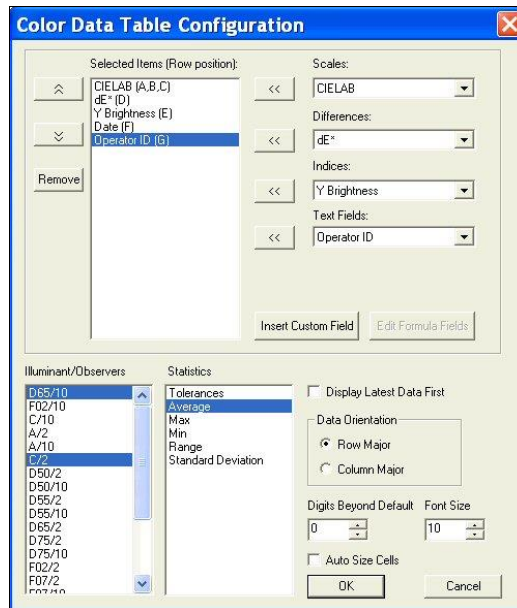 Color Data Table Configuration
Selected Items (Row position):
CIELAB (A,B,C)
dE* (D)
Y Brightness (E)
Date (F)
Operator ID (G)
Remove
Scales:
<< CIELAB
Differences:
<< dE*
Indices:
<< Y Brightness
Text Fields:
<< Operator ID
Insert Custom Field
Edit Formula Fields
Illuminant/Observers
D65/10
F02/10
C/10
A/2
A/10
C/2
D50/2
D50/10
D55/2
D55/10
D65/2
D75/2
D75/10
F02/2
F07/2
F07/10
Statistics
Tolerances
Average
Max
Min
Range
Standard Deviation
Display Latest Data First
Data Orientation
Row Major
Column Major
Digits Beyond Default
0
Font Size
10
Auto Size Cells
OK
Cancel